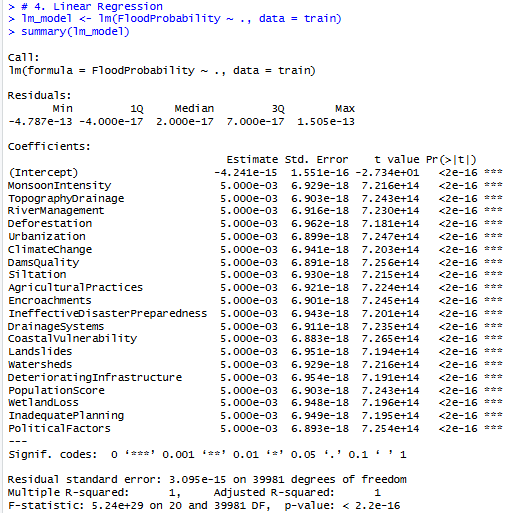 > # 4. Linear Regression
> lm_model <- lm(FloodProbability ~ ., data = train)
> summary(lm_model)

Call:
lm(formula = FloodProbability ~ ., data = train)

Residuals:
       Min         1Q     Median         3Q        Max
-4.787e-13 -4.000e-17  2.000e-17  7.000e-17  1.505e-13

Coefficients:
                                  Estimate Std. Error    t value Pr(>|t|)
(Intercept)                     -4.241e-15  1.551e-16 -2.734e+01   <2e-16 ***
MonsoonIntensity                 5.000e-03  6.929e-18  7.216e+14   <2e-16 ***
TopographyDrainage               5.000e-03  6.903e-18  7.243e+14   <2e-16 ***
RiverManagement                  5.000e-03  6.916e-18  7.230e+14   <2e-16 ***
Deforestation                    5.000e-03  6.962e-18  7.181e+14   <2e-16 ***
Urbanization                     5.000e-03  6.899e-18  7.247e+14   <2e-16 ***
ClimateChange                    5.000e-03  6.941e-18  7.203e+14   <2e-16 ***
DamsQuality                      5.000e-03  6.891e-18  7.256e+14   <2e-16 ***
Siltation                        5.000e-03  6.930e-18  7.215e+14   <2e-16 ***
AgriculturalPractices            5.000e-03  6.921e-18  7.224e+14   <2e-16 ***
Encroachments                    5.000e-03  6.901e-18  7.245e+14   <2e-16 ***
IneffectiveDisasterPreparedness  5.000e-03  6.943e-18  7.201e+14   <2e-16 ***
DrainageSystems                  5.000e-03  6.911e-18  7.235e+14   <2e-16 ***
CoastalVulnerability             5.000e-03  6.883e-18  7.265e+14   <2e-16 ***
Landslides                       5.000e-03  6.951e-18  7.194e+14   <2e-16 ***
Watersheds                       5.000e-03  6.929e-18  7.216e+14   <2e-16 ***
DeterioratingInfrastructure      5.000e-03  6.954e-18  7.191e+14   <2e-16 ***
PopulationScore                  5.000e-03  6.903e-18  7.243e+14   <2e-16 ***
WetlandLoss                      5.000e-03  6.948e-18  7.196e+14   <2e-16 ***
InadequatePlanning               5.000e-03  6.949e-18  7.195e+14   <2e-16 ***
PoliticalFactors                 5.000e-03  6.893e-18  7.254e+14   <2e-16 ***
---
Signif. codes:  0 ‘***’ 0.001 ‘**’ 0.01 ‘*’ 0.05 ‘.’ 0.1 ‘ ’ 1

Residual standard error: 3.095e-15 on 39981 degrees of freedom
Multiple R-squared:      1,	Adjusted R-squared:      1
F-statistic: 5.24e+29 on 20 and 39981 DF,  p-value: < 2.2e-16